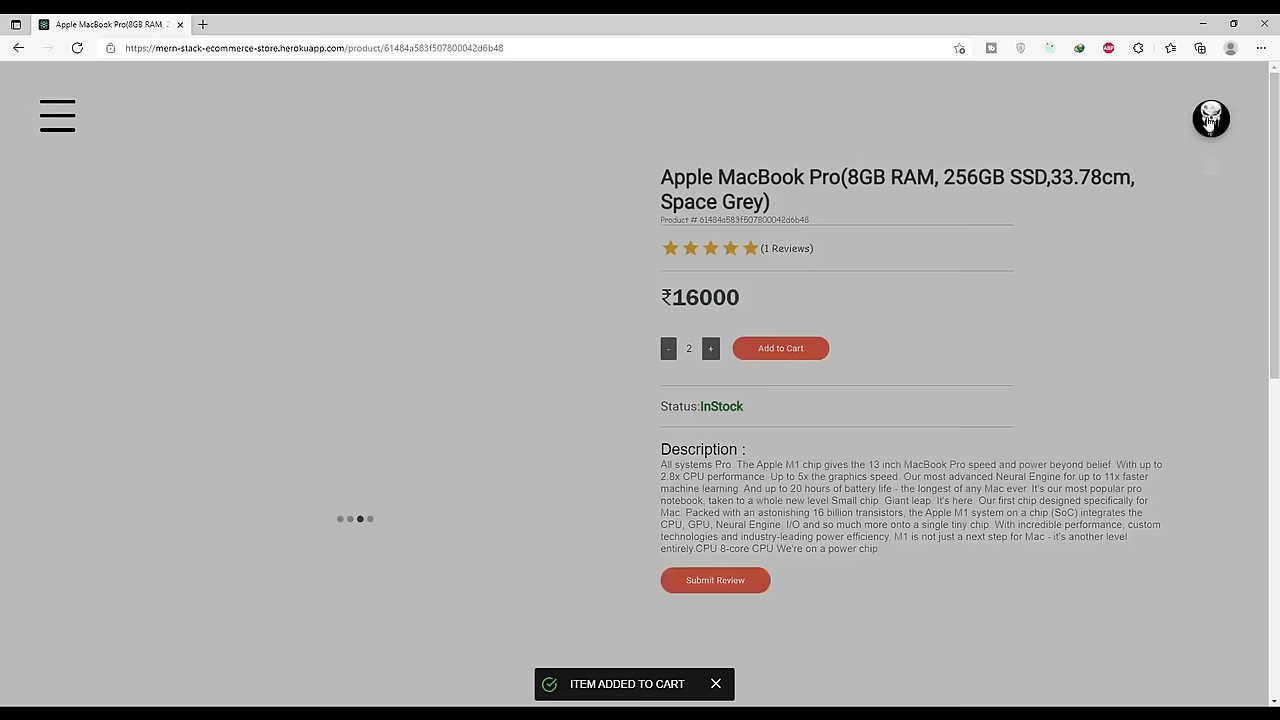 Apple MacBook Pro(8GB RAM, 2
https://mern-stack-ecommerce-store.herokuapp.com/product/61484a583f507800042d6b48
ABP
Apple MacBook Pro(8GB RAM, 256GB SSD,33.78cm,
Space Grey)
Product # 61484a583f507800042d6b48
(1 Reviews)
₹16000
- 2 + Add to Cart
Status:InStock
Description :
All systems Pro. The Apple M1 chip gives the 13 inch MacBook Pro speed and power beyond belief. With up to
2.8x CPU performance. Up to 5x the graphics speed. Our most advanced Neural Engine for up to 11x faster
machine learning. And up to 20 hours of battery life - the longest of any Mac ever. It's our most popular pro
notebook, taken to a whole new level.Small chip. Giant leap. It's here. Our first chip designed specifically for
Mac. Packed with an astonishing 16 billion transistors, the Apple M1 system on a chip (SoC) integrates the
CPU, GPU, Neural Engine, I/O and so much more onto a single tiny chip. With incredible performance, custom
technologies and industry-leading power efficiency, M1 is not just a next step for Mac - it's another level
entirely.CPU 8-core CPU We're on a power chip
Submit Review
ITEM ADDED TO CART